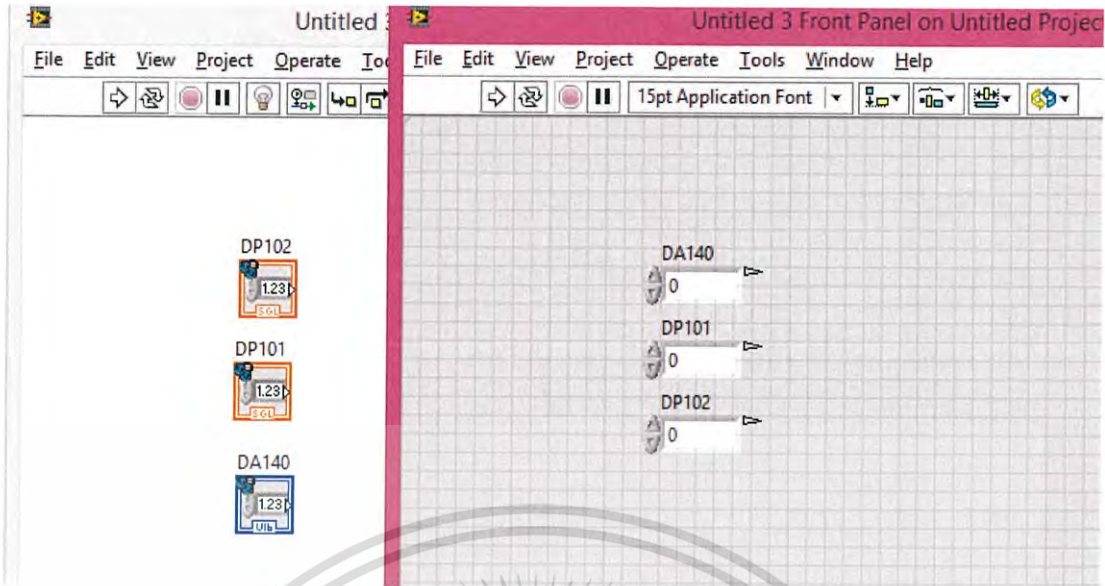 Untitled 3
File Edit View Project Operate Too
DP102
1.23
SGL
DP101
1.23
SGL
DA140
1.23
U16
Untitled 3 Front Panel on Untitled Projec
File Edit View Project Operate Tools Window Help
15pt Application Font
DA140
0
DP101
0
DP102
0